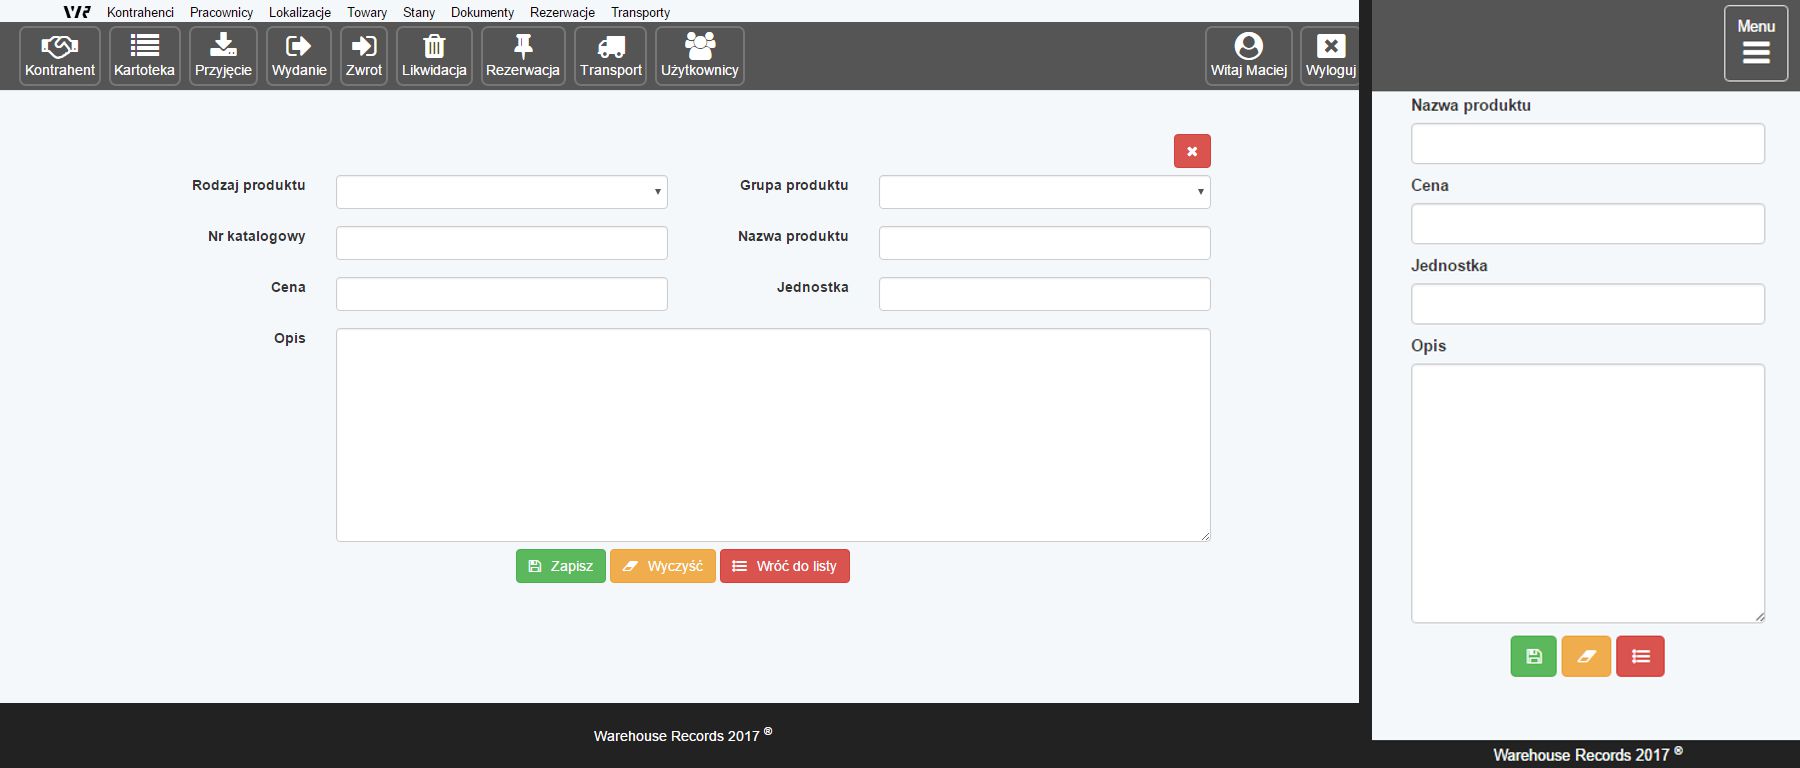 WR Kontrahenci Pracownicy Lokalizacje Towary Stany Dokumenty Rezerwacje Transporty
Kontrahent Kartoteka Przyjęcie Wydanie Zwrot Likwidacja Rezerwacja Transport Użytkownicy Witaj Maciej Wyloguj
Rodzaj produktu Grupa produktu
Nr katalogowy Nazwa produktu
Cena Jednostka
Opis
Zapisz Wyczyść Wróć do listy
Warehouse Records 2017 ®
Menu
Nazwa produktu
Cena
Jednostka
Opis
Warehouse Records 2017 ®